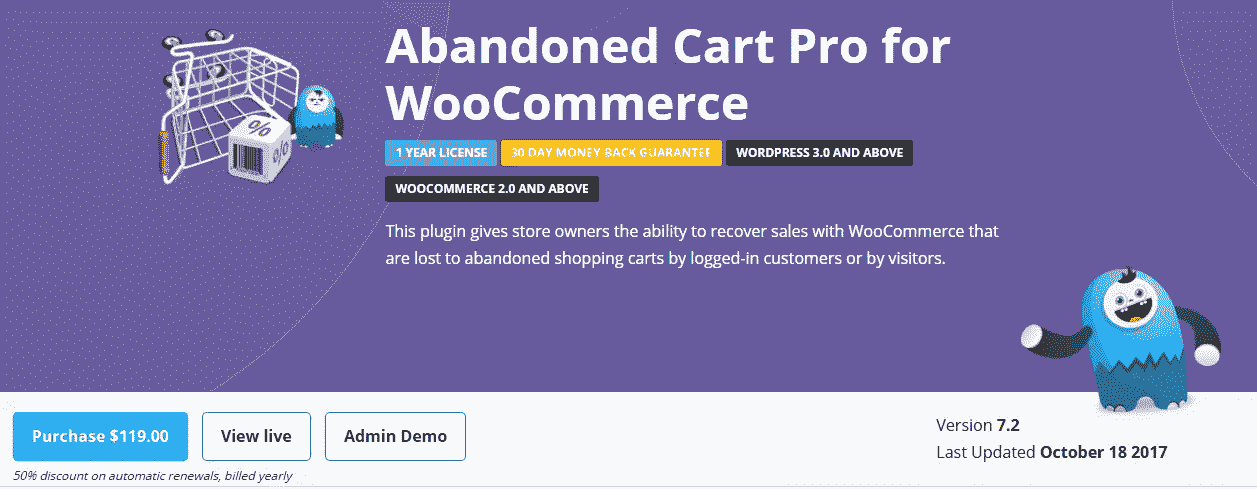 Abandoned Cart Pro for
WooCommerce
1 YEAR LICENSE 30 DAY MONEY BACK GUARANTEE WORDPRESS 3.0 AND ABOVE
WOOCOMMERCE 2.0 AND ABOVE
This plugin gives store owners the ability to recover sales with WooCommerce that
are lost to abandoned shopping carts by logged-in customers or by visitors.
% %
Purchase $119.00 View live Admin Demo
Version 7.2
Last Updated October 18 2017
50% discount on automatic renewals, billed yearly